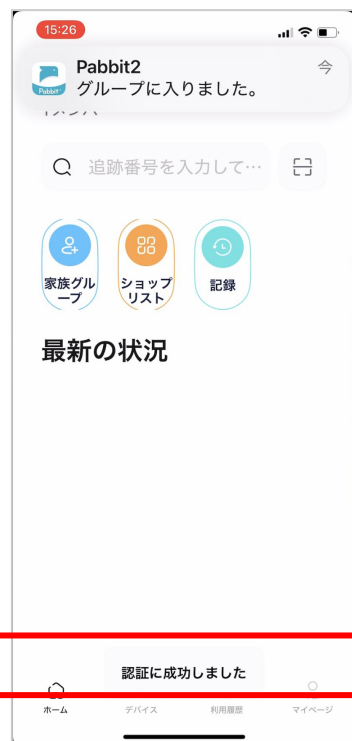 15:26
Pabbit2
今
Pabbit
グループに入りました。
追跡番号を入力して…
家族グル
ープ
ショップ
リスト
記録
最新の状況
認証に成功しました
ホーム
デバイス
利用履歴
マイページ